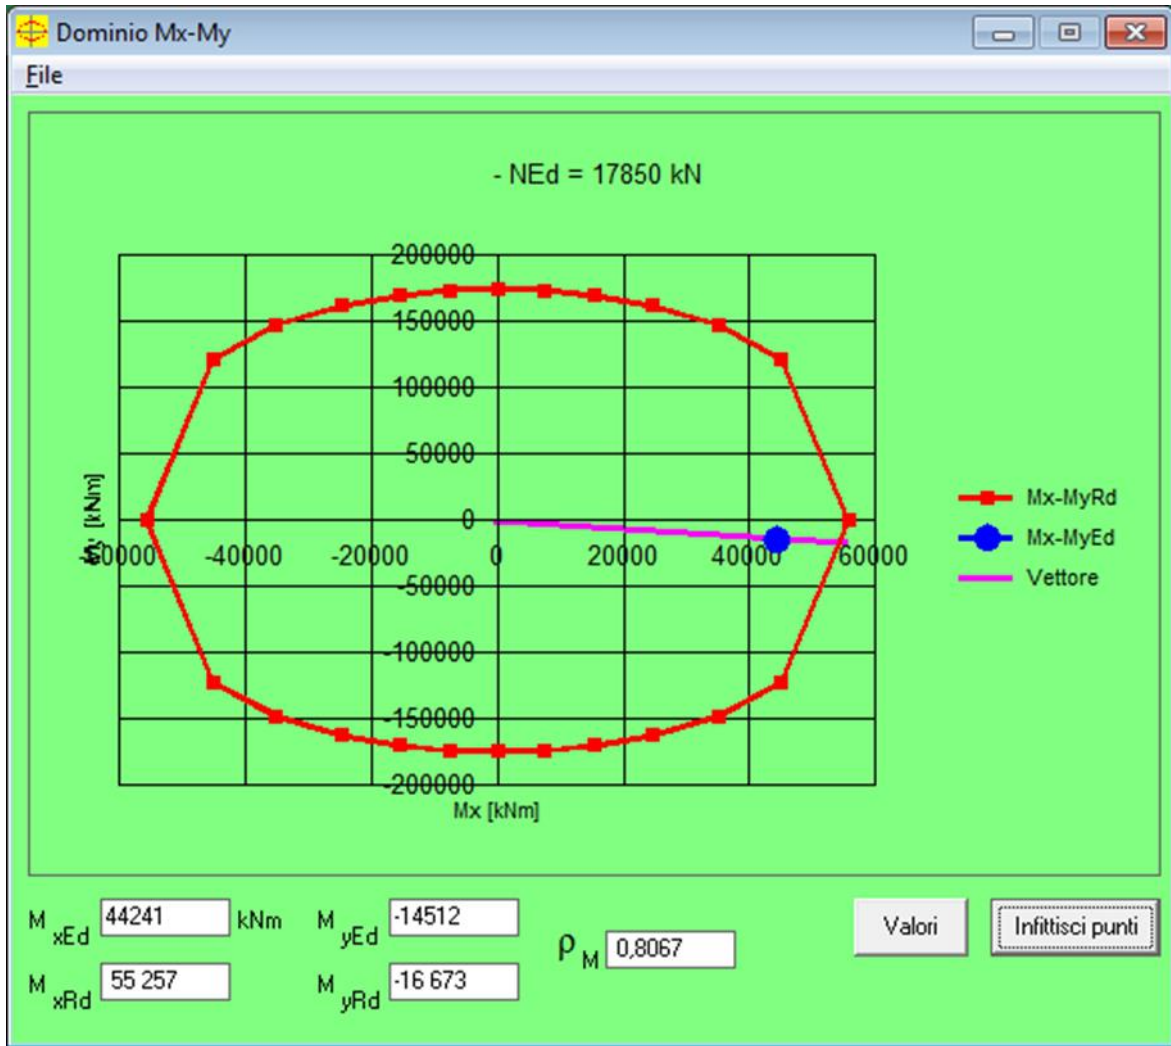 Dominio Mx-My
File
- NEd = 17850 kN
200000
150000
100000
50000
0
-50000
-100000
-150000
-200000
-40000
-20000
0
20000
40000
60000
Mx [kNm]
[kNm]
Mx-MyRd
Mx-MyEd
Vettore
M xEd 44241 kNm M yEd -14512
M xRd 55 257 M yRd -16 673
ρ M 0,8067
Valori
Infittisci punti